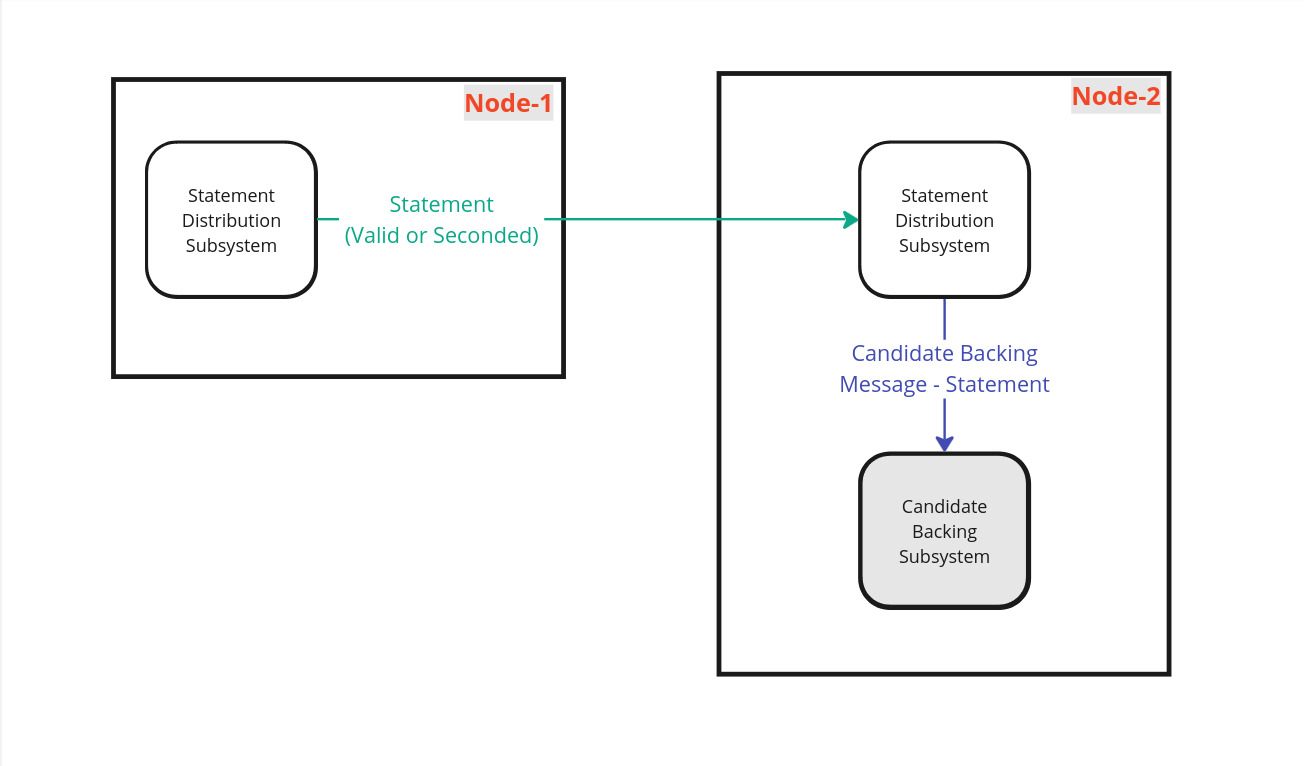 Node-1
Statement
Distribution
Subsystem
Statement
(Valid or Seconded)
Node-2
Statement
Distribution
Subsystem
Candidate Backing
Message - Statement
Candidate
Backing
Subsystem